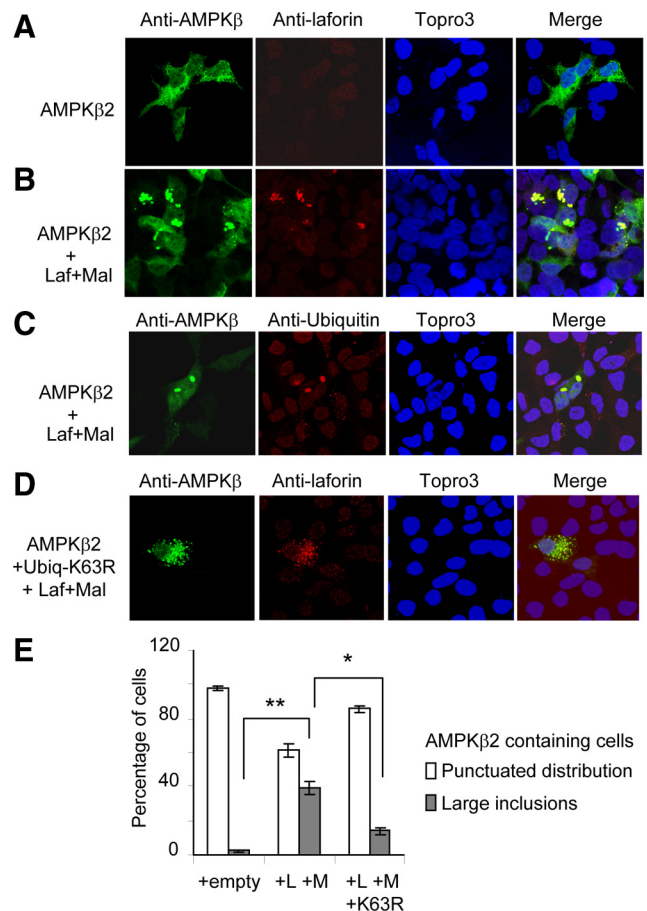 A
Anti-AMPKβ Anti-laforin Topro3 Merge
AMPKβ2
B
AMPKβ2
+
Laf+Mal
C
Anti-AMPKβ Anti-Ubiquitin Topro3 Merge
AMPKβ2
+
Laf+Mal
D
Anti-AMPKβ Anti-laforin Topro3 Merge
AMPKβ2
+Ubiq-K63R
+ Laf+Mal
E
Percentage of cells
120
80
40
0
**
*
+empty +L +M +L +M
+K63R
AMPKβ2 containing cells
Punctuated distribution
Large inclusions